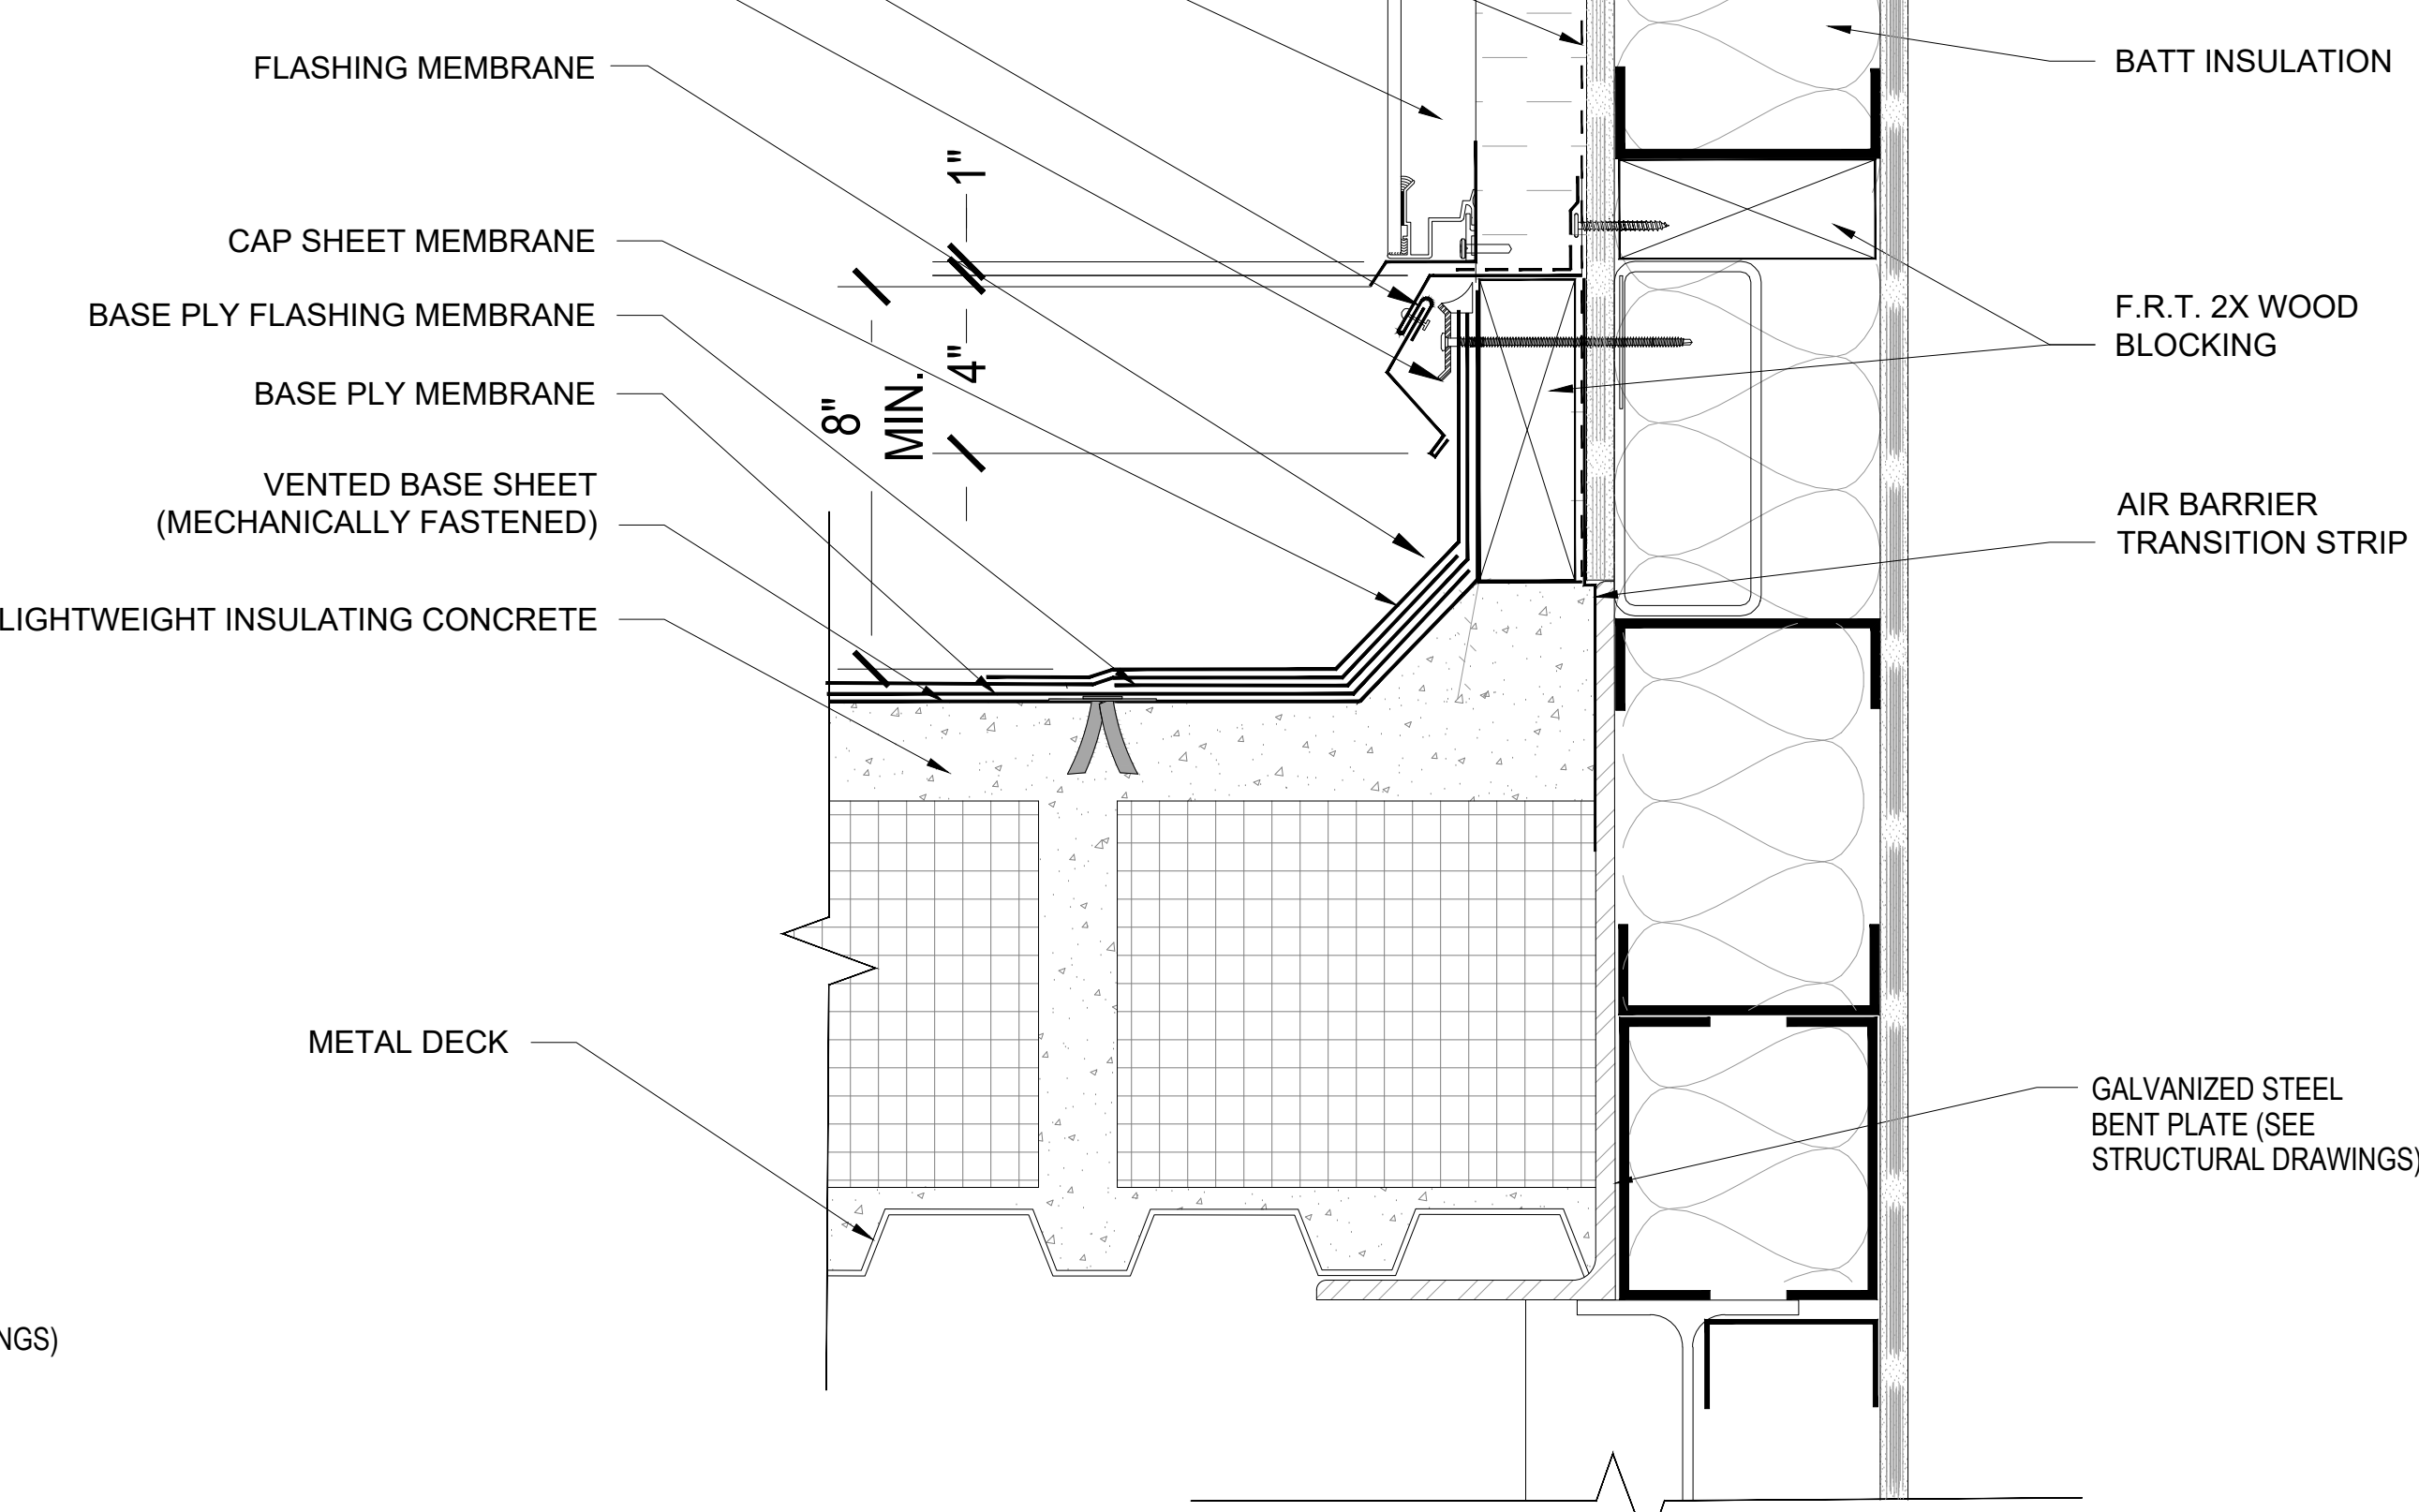 FLASHING MEMBRANE
CAP SHEET MEMBRANE
BASE PLY FLASHING MEMBRANE
BASE PLY MEMBRANE
VENTED BASE SHEET
(MECHANICALLY FASTENED)
LIGHTWEIGHT INSULATING CONCRETE
METAL DECK
NGS)
1"
4"
8"
MIN.
BATT INSULATION
F.R.T. 2X WOOD
BLOCKING
AIR BARRIER
TRANSITION STRIP
GALVANIZED STEEL
BENT PLATE (SEE
STRUCTURAL DRAWINGS)